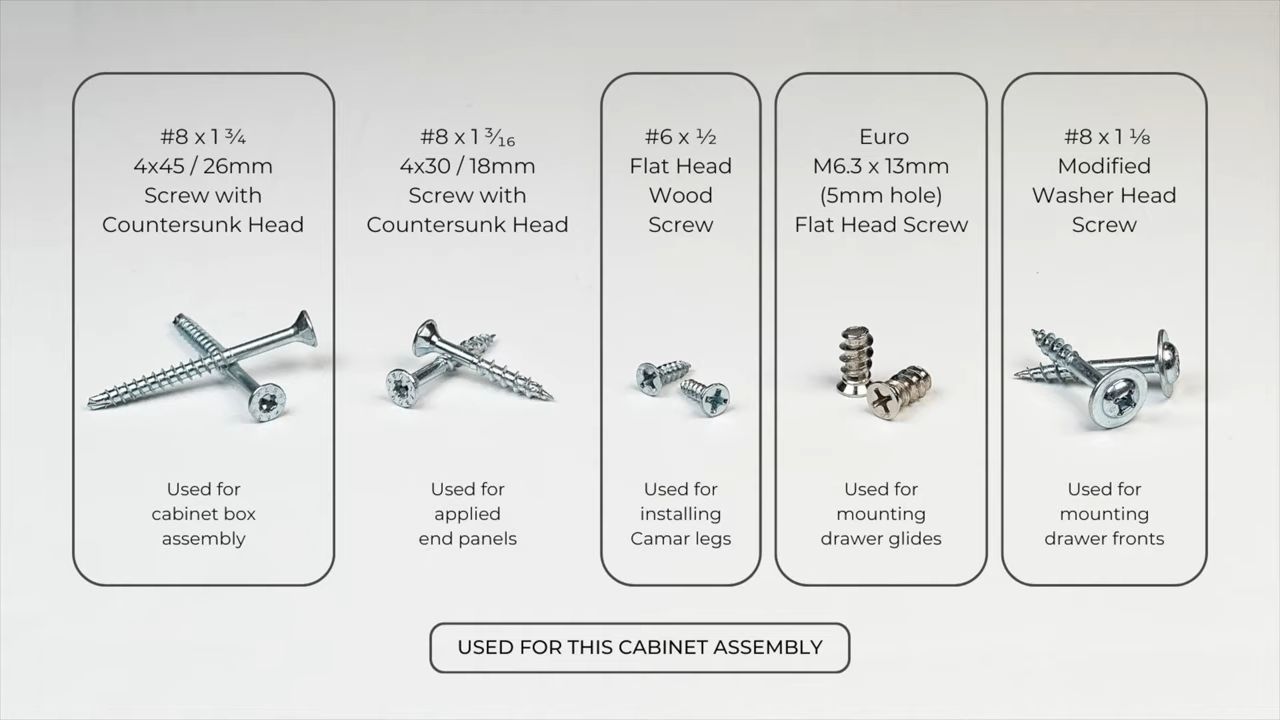 #8 x 1 ¾
4x45 / 26mm
Screw with
Countersunk Head
Used for
cabinet box
assembly
#8 x 1 ³⁄₁₆
4x30 / 18mm
Screw with
Countersunk Head
Used for
applied
end panels
#6 x ½
Flat Head
Wood
Screw
Used for
installing
Camar legs
Euro
M6.3 x 13mm
(5mm hole)
Flat Head Screw
Used for
mounting
drawer glides
#8 x 1 ⅛
Modified
Washer Head
Screw
Used for
mounting
drawer fronts
USED FOR THIS CABINET ASSEMBLY